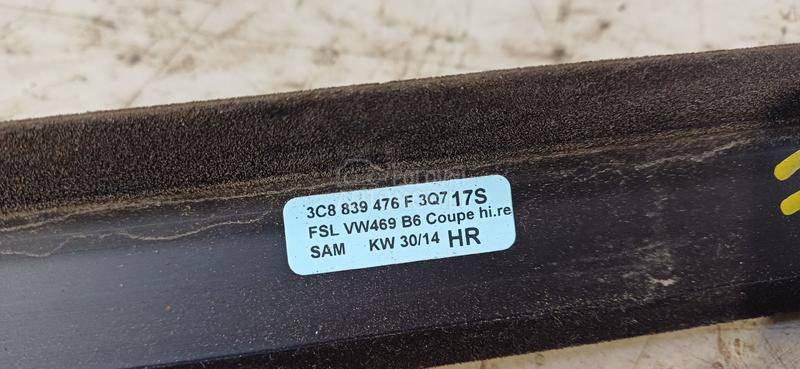 3C8 839 476 F 3Q7 17S
FSL VW469 B6 Coupe hi.re
SAM KW 30/14 HR